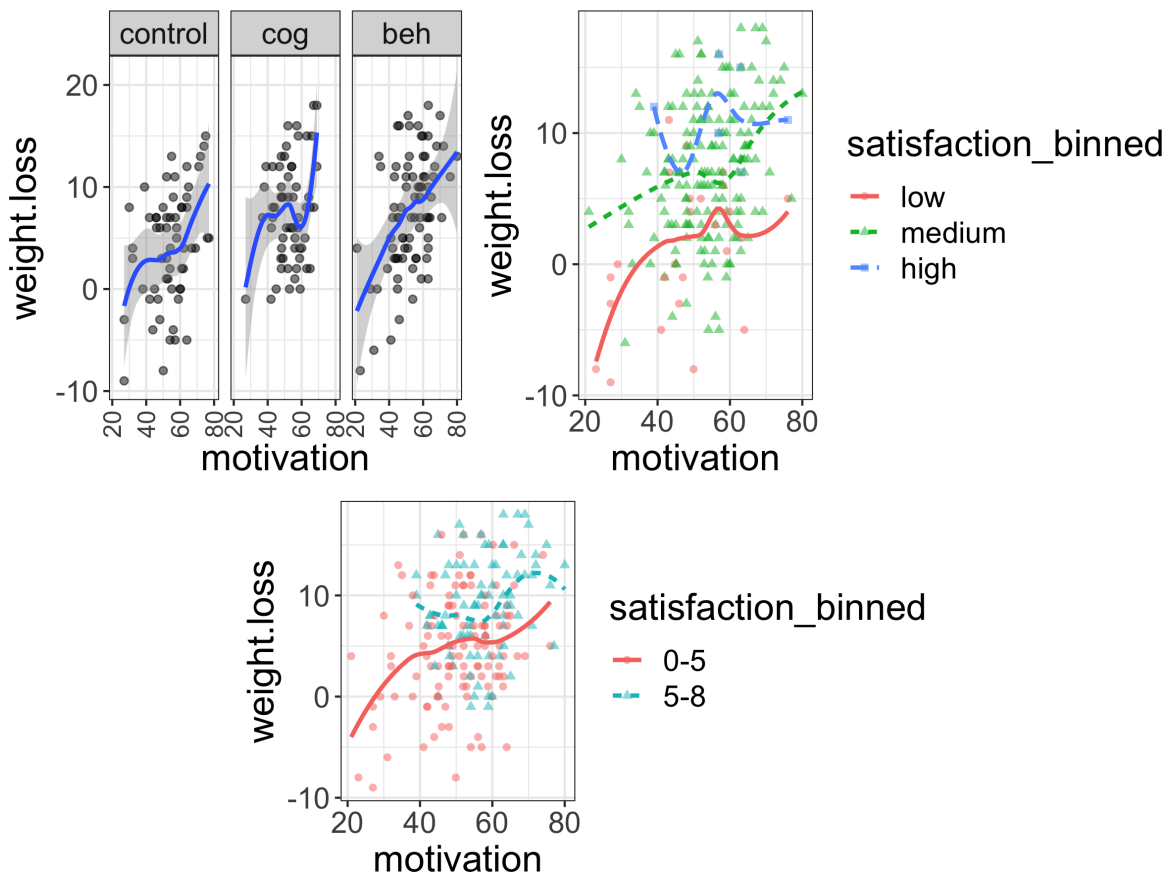 control cog beh
20
10
0
-10
weight.loss
20 40 60 80 20 40 60 80 20 40 60 80
motivation
10
0
-10
weight.loss
20 40 60 80
motivation
satisfaction_binned
low
medium
high
10
0
-10
weight.loss
20 40 60 80
motivation
satisfaction_binned
0-5
5-8